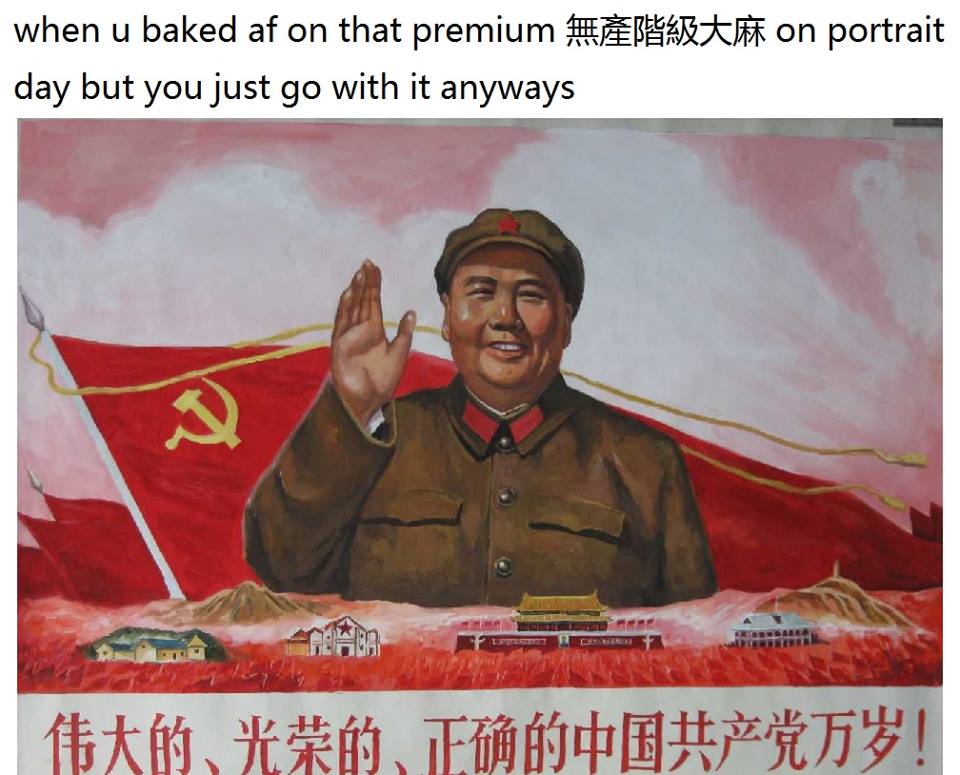 when u baked af on that premium 無產階級大麻 on portrait
day but you just go with it anyways
伟大的、光荣的、正确的中国共产党万岁！